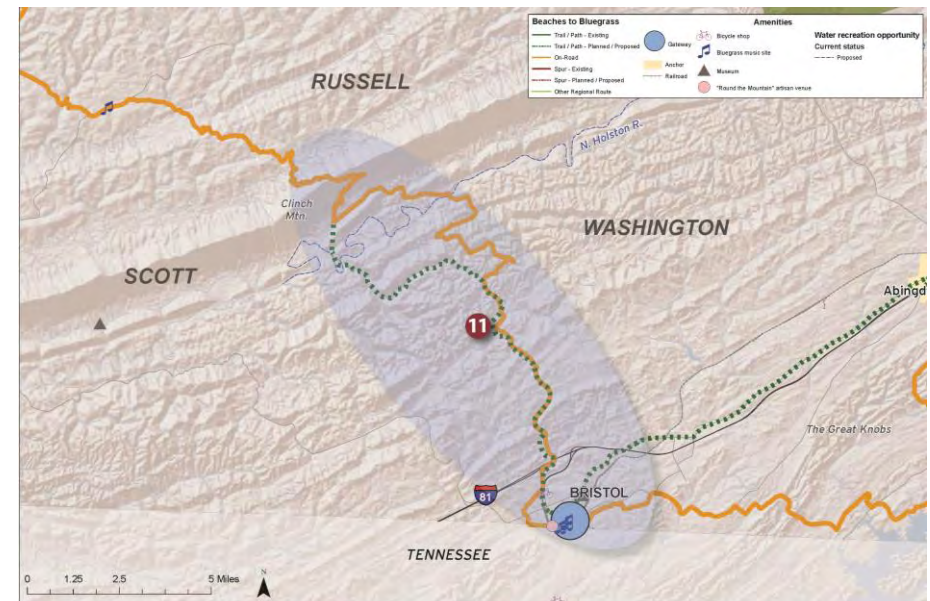 Beaches to Bluegrass
Trail / Path - Existing
Trail / Path - Planned / Proposed
On-Road
Spur - Existing
Spur - Planned / Proposed
Other Regional Route
Gateway
Anchor
Railroad
Amenities
Bicycle shop
Bluegrass music site
Museum
"Round the Mountain" artisan venue
Water recreation opportunity
Current status
Proposed
RUSSELL
N. Holston R.
Clinch
Mtn.
WASHINGTON
SCOTT
Abingd
11
The Great Knobs
81
BRISTOL
TENNESSEE
0 1.25 2.5 5 Miles
N